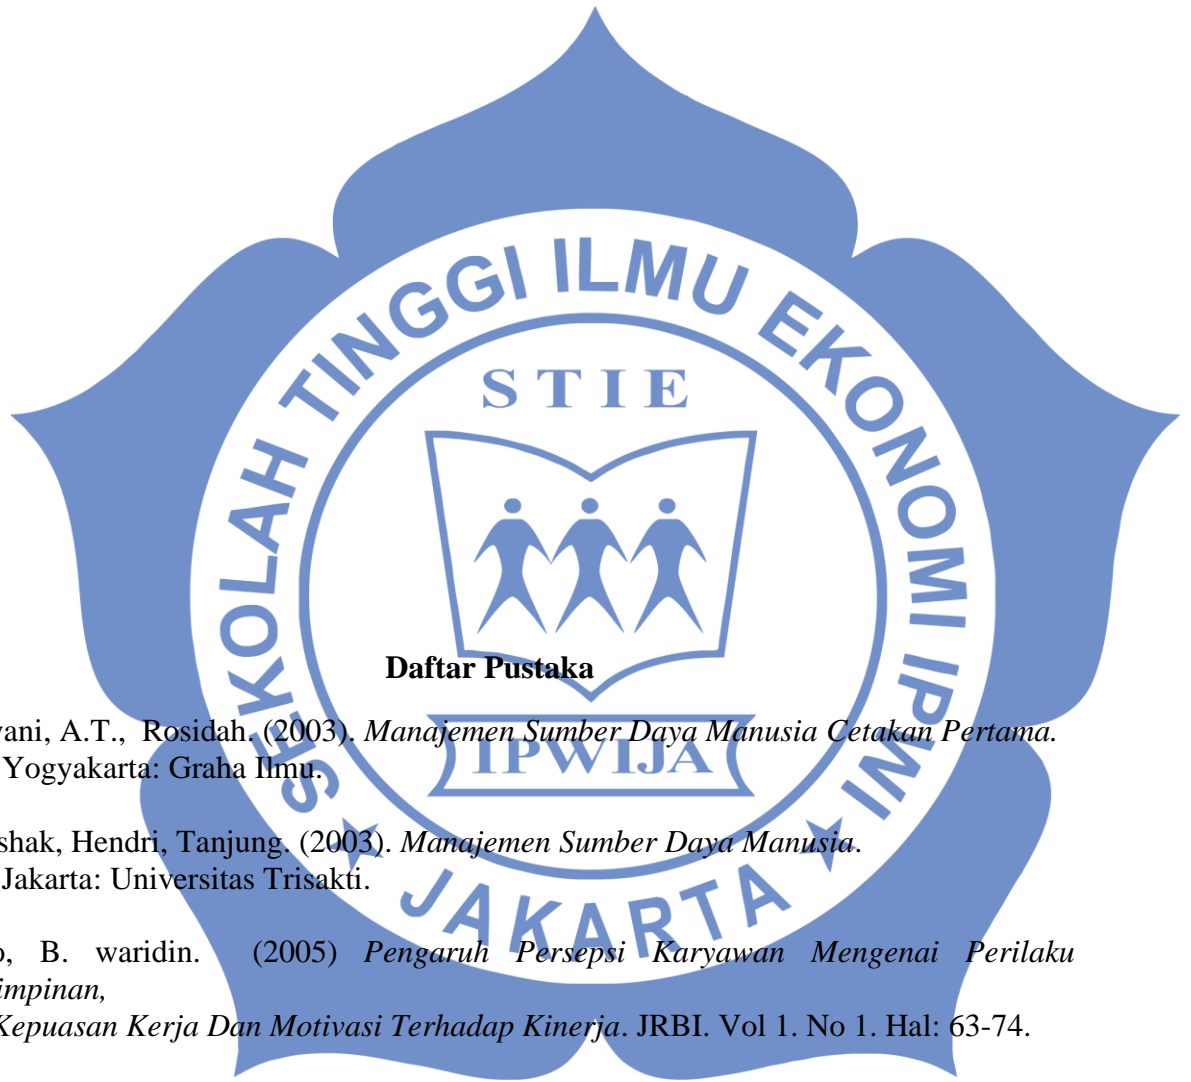 SEKOLAH TINGGI ILMU EKONOMI IPWI
STIE
IPWIJA
JAKARTA
Daftar Pustaka
vani, A.T., Rosidah. (2003). Manajemen Sumber Daya Manusia Cetakan Pertama.
Yogyakarta: Graha Ilmu.
shak, Hendri, Tanjung. (2003). Manajemen Sumber Daya Manusia.
Jakarta: Universitas Trisakti.
o, B. waridin. (2005) Pengaruh Persepsi Karyawan Mengenai Perilaku
impinan,
Kepuasan Kerja Dan Motivasi Terhadap Kinerja. JRBI. Vol 1. No 1. Hal: 63-74.